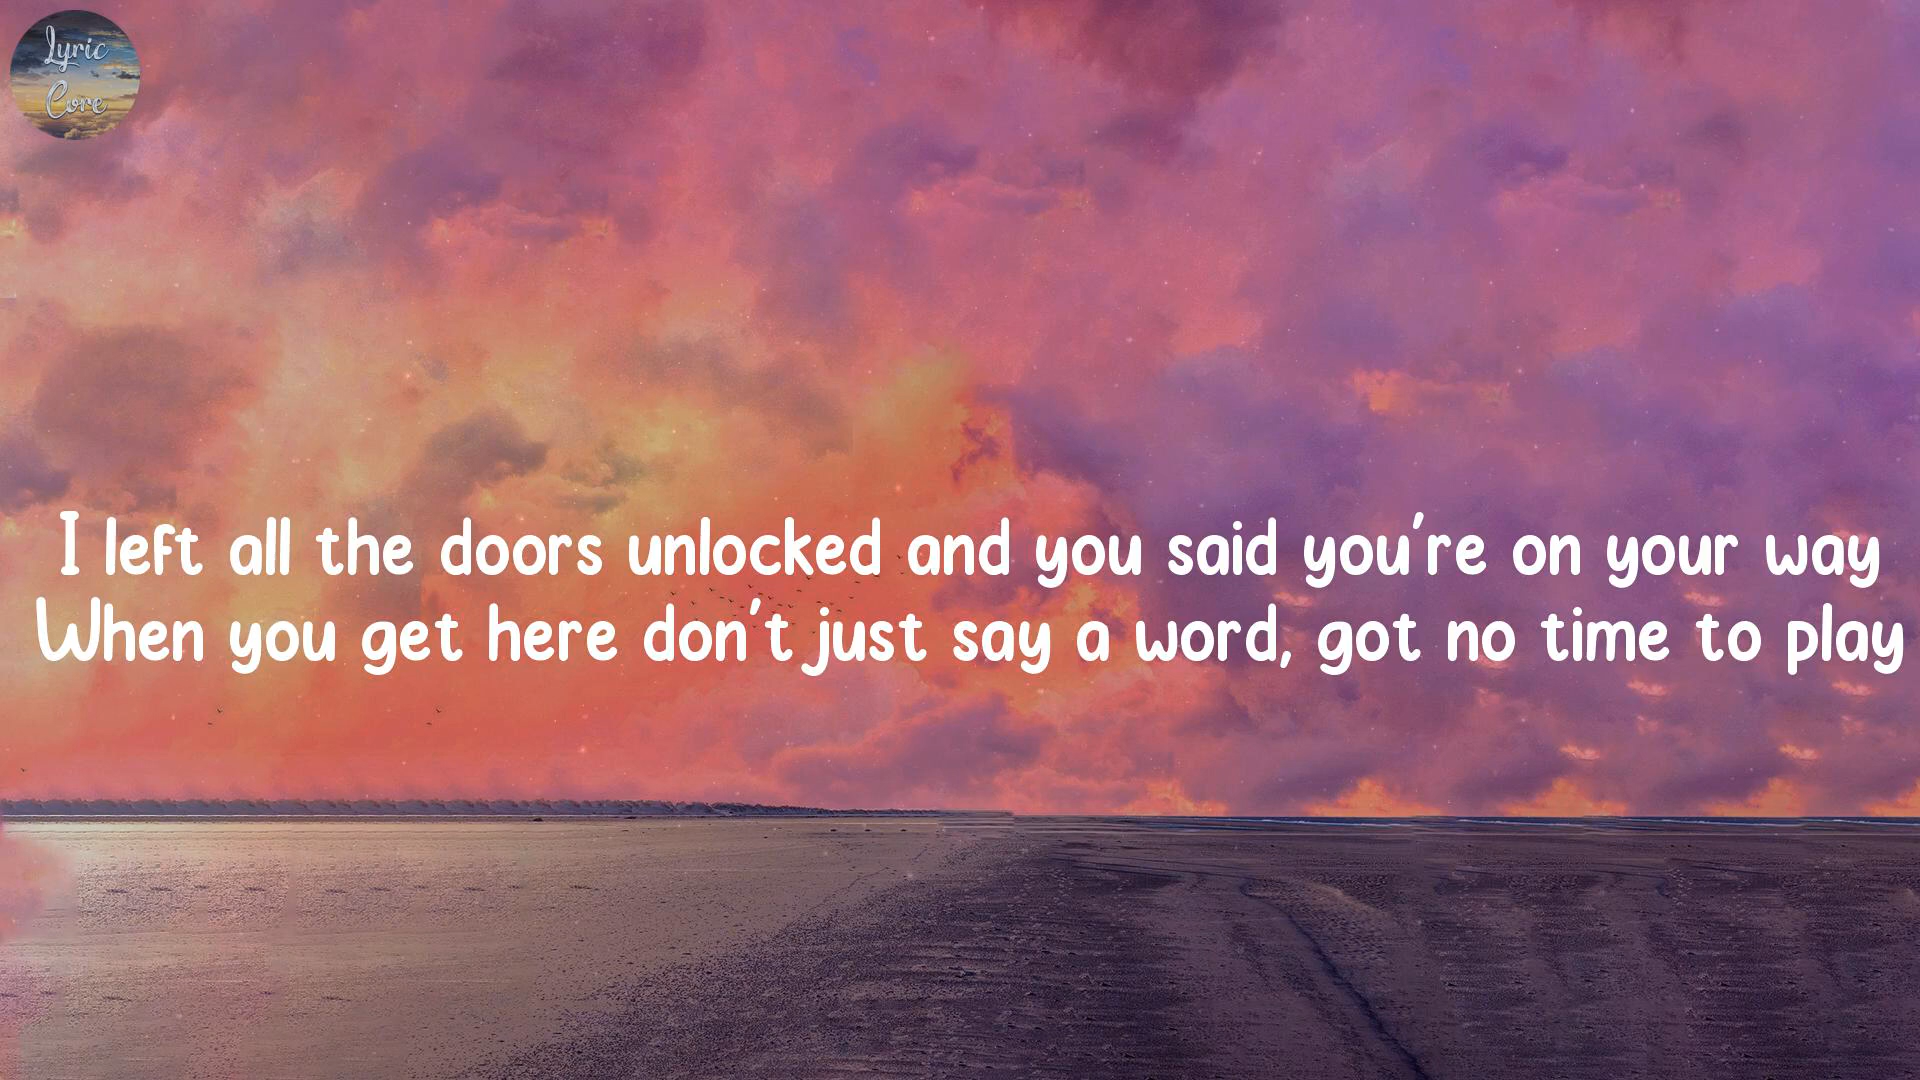 Lyric
Core
I left all the doors unlocked and you said you're on your way
When you get here don't just say a word, got no time to play